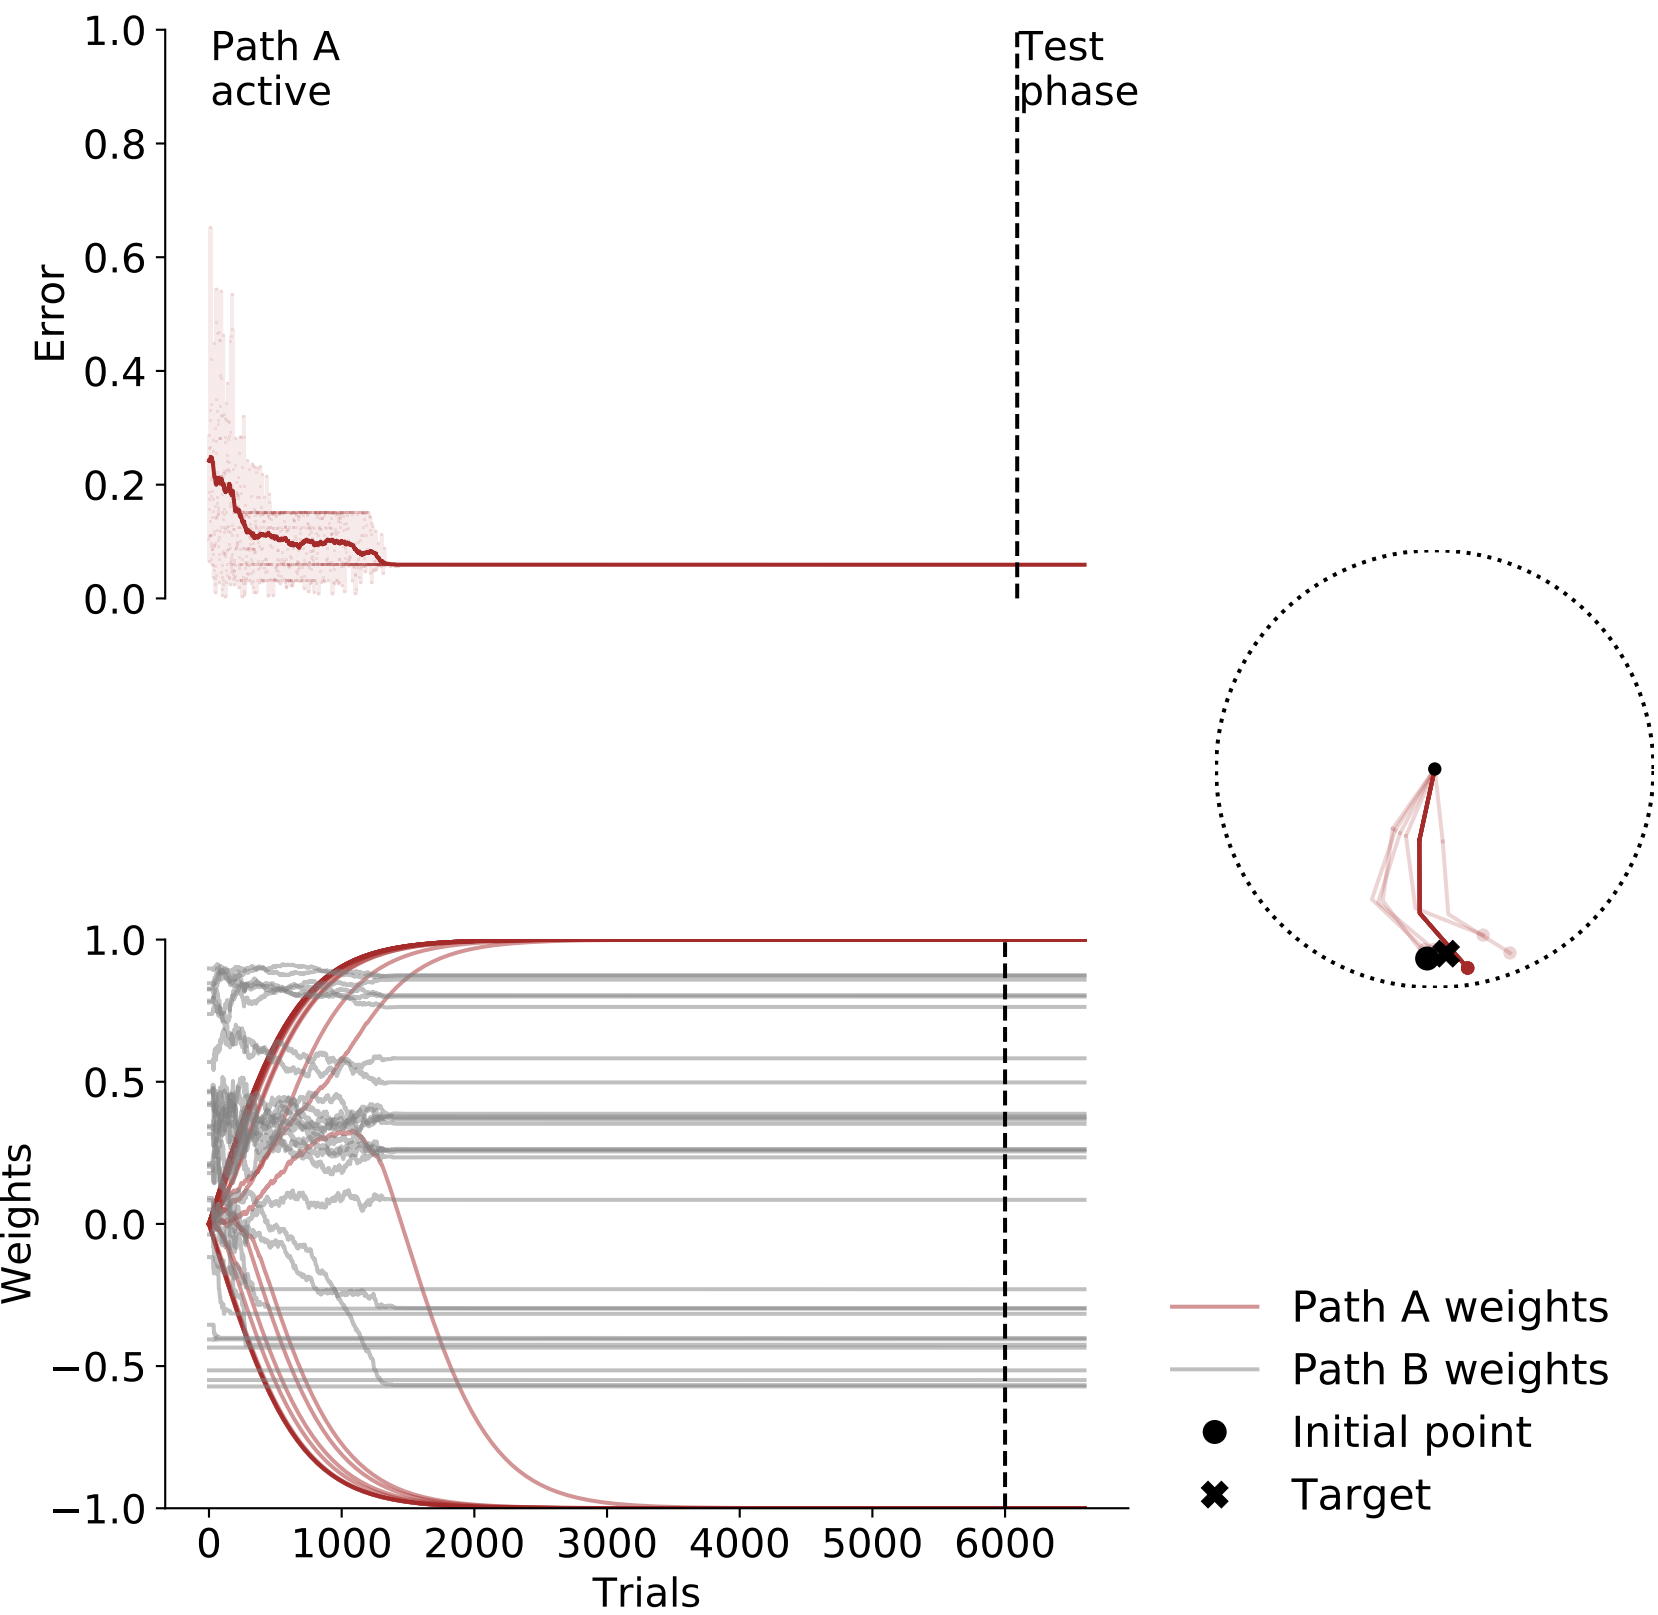 1.0
Path A
active
Test
phase
0.8
0.6
0.4
0.2
0.0
Error
1.0
0.5
0.0
−0.5
−1.0
Weights
0 1000 2000 3000 4000 5000 6000
Trials
Path A weights
Path B weights
Initial point
Target